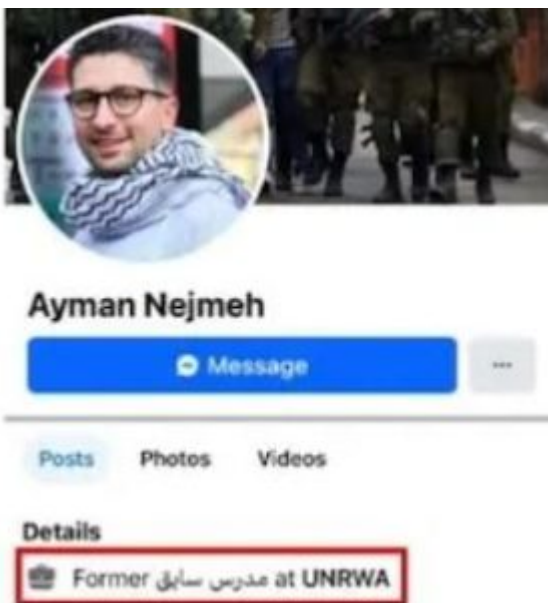 Ayman Nejmeh
Message
Posts Photos Videos
Details
Former مدرس سابق at UNRWA